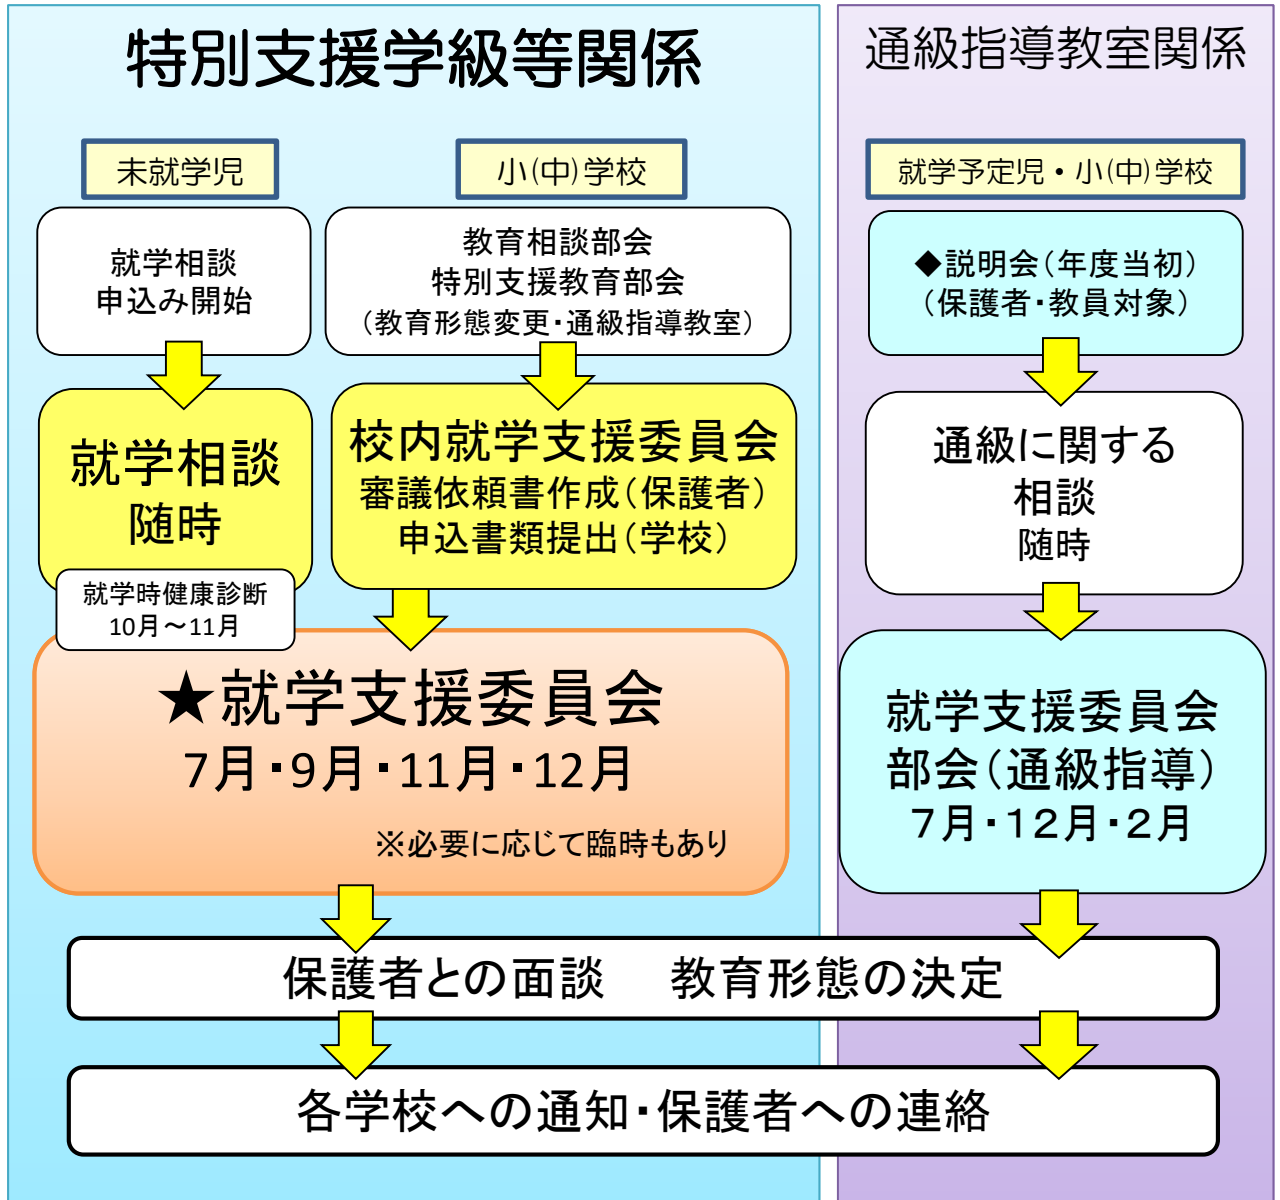 特別支援学級等関係
未就学児
就学相談
申込み開始
就学相談
随時
就学時健康診断
10月～11月
小(中)学校
教育相談部会
特別支援教育部会
(教育形態変更・通級指導教室)
校内就学支援委員会
審議依頼書作成(保護者)
申込書類提出(学校)
★就学支援委員会
7月・9月・11月・12月
※必要に応じて臨時もあり
通級指導教室関係
就学予定児・小(中)学校
◆説明会(年度当初)
(保護者・教員対象)
通級に関する
相談
随時
就学支援委員会
部会(通級指導)
７月・１２月・２月
保護者との面談　教育形態の決定
各学校への通知・保護者への連絡